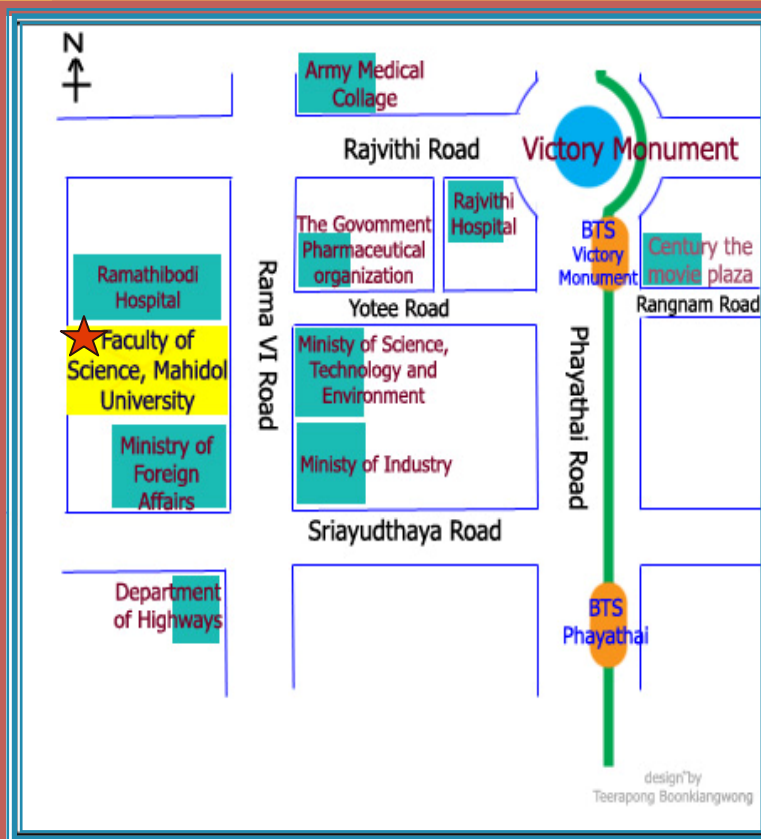 N
Army Medical
Collage
Rajvithi Road
Victory Monument
The Govomment
Pharmaceutical
organization
Rajvithi
Hospital
BTS
Victory
Monument
Century the
movie plaza
Ramathibodi
Hospital
Rama VI Road
Yotee Road
Rangnam Road
Faculty of
Science, Mahidol
University
Ministy of Science,
Technology and
Environment
Phayathai Road
Ministry of
Foreign
Affairs
Ministy of Industry
Sriayudthaya Road
Department
of Highways
BTS
Phayathai
design"by
Teerapong Boonkiangwong